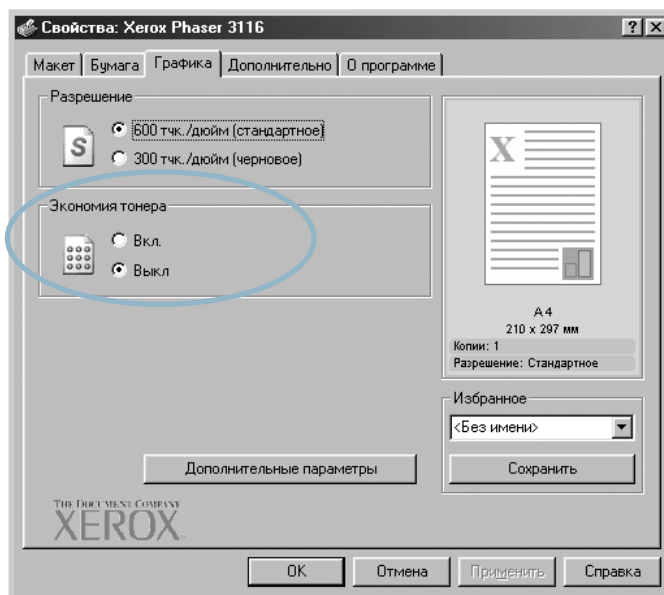 Свойства: Xerox Phaser 3116
Макет Бумага Графика Дополнительно О программе
Разрешение
S
600 тчк./дюйм (стандартное)
300 тчк./дюйм (черновое)
Экономия тонера
Вкл.
Выкл
X
A4
210 x 297 мм
Копии: 1
Разрешение: Стандартное
Избранное
<Без имени>
Сохранить
Дополнительные параметры
THE DOCUMENT COMPANY
XEROX
OK Отмена Применить Справка